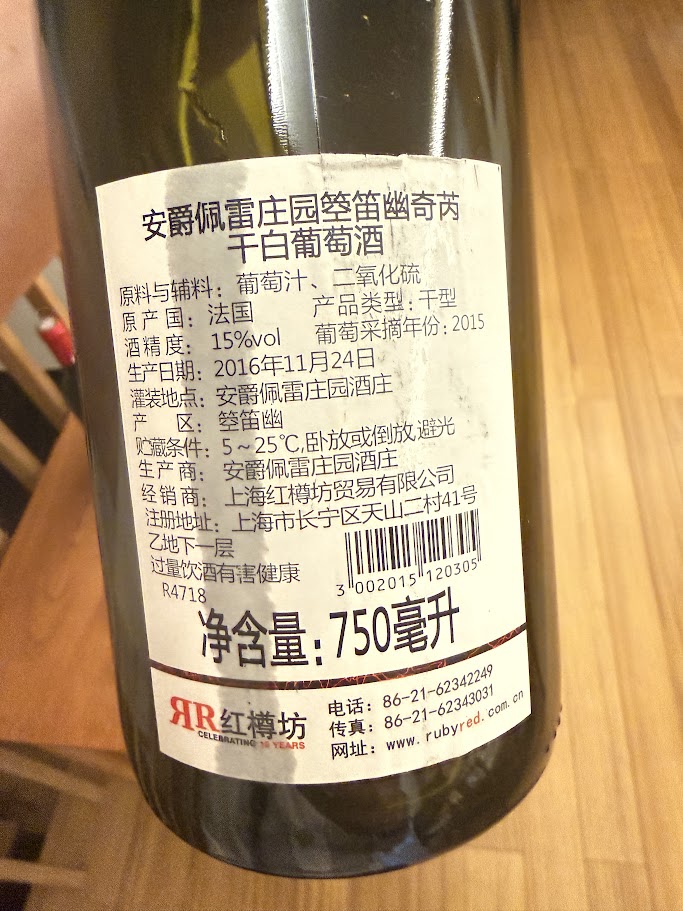 安爵佩雷庄园箜笛幽奇芮
干白葡萄酒
原料与辅料：葡萄汁、二氧化硫
原产国：法国 产品类型：干型
酒精度：15%vol 葡萄采摘年份：2015
生产日期：2016年11月24日
灌装地点：安爵佩雷庄园酒庄
产区：箜笛幽
贮藏条件：5～25℃,卧放或倒放,避光
生产商：安爵佩雷庄园酒庄
经销商：上海红樽坊贸易有限公司
注册地址：上海市长宁区天山二村41号
乙地下一层
过量饮酒有害健康
R4718
3 002015 120305
净含量:750毫升
RR红樽坊
CELEBRATING 10 YEARS
电话：86-21-62342249
传真：86-21-62343031
网址：www.rubyred.com.cn